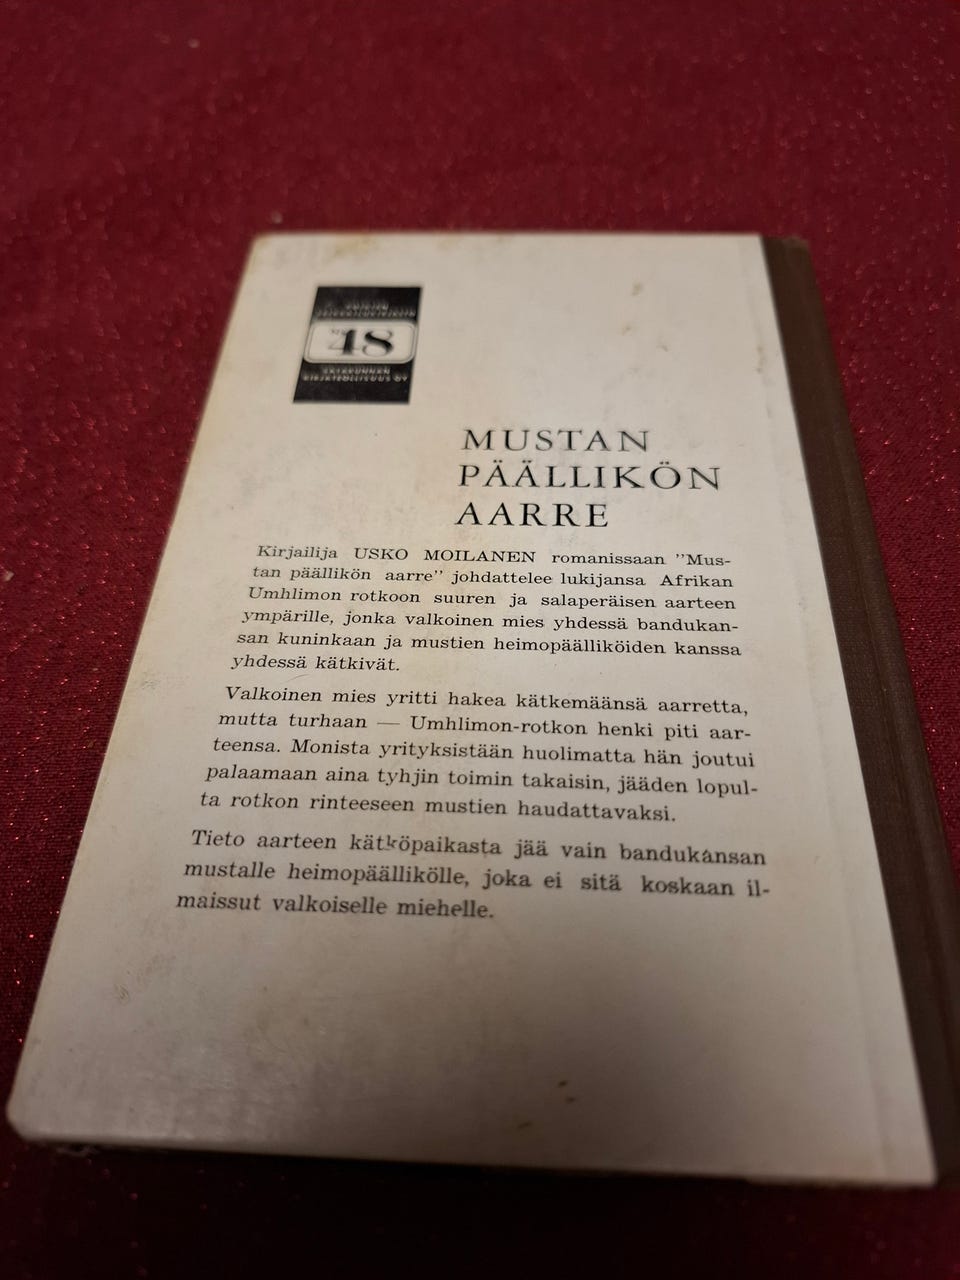 48
SATAKUNNAN
KIRJATEOLLISUUS OY
MUSTAN
PÄÄLLIKÖN
AARRE
Kirjailija USKO MOILANEN romanissaan "Mus-
tan päällikön aarre" johdattelee lukijansa Afrikan
Umhlimon rotkoon suuren ja salaperäisen aarteen
ympärille, jonka valkoinen mies yhdessä bandukan-
san kuninkaan ja mustien heimopäälliköiden kanssa
yhdessä kätkivät.
Valkoinen mies yritti hakea kätkemäänsä aarretta,
mutta turhaan — Umhlimon-rotkon henki piti aar-
teensa. Monista yrityksistään huolimatta hän joutui
palaamaan aina tyhjin toimin takaisin, jääden lopul-
ta rotkon rinteeseen mustien haudattavaksi.
Tieto aarteen kätköpaikasta jää vain bandukansan
mustalle heimopäällikölle, joka ei sitä koskaan il-
maissut valkoiselle miehelle.